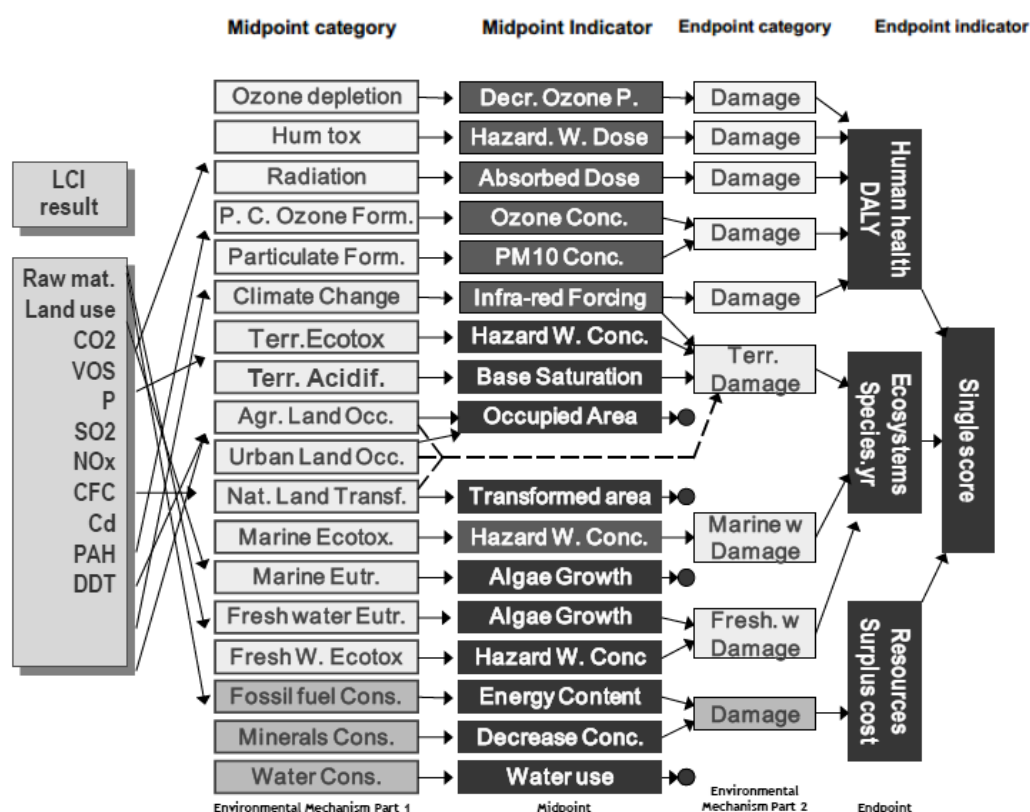 Midpoint category
Midpoint Indicator
Endpoint category
Endpoint indicator
LCI
result
Raw mat.
Land use
CO2
VOS
P
SO2
NOx
CFC
Cd
PAH
DDT
Ozone depletion
Hum tox
Radiation
P. C. Ozone Form.
Particulate Form.
Climate Change
Terr.Ecotox
Terr. Acidif.
Agr. Land Occ.
Urban Land Occ.
Nat. Land Transf.
Marine Ecotox.
Marine Eutr.
Fresh water Eutr.
Fresh W. Ecotox
Fossil fuel Cons.
Minerals Cons.
Water Cons.
Environmental Mechanism Part 1
Decr. Ozone P.
Hazard. W. Dose
Absorbed Dose
Ozone Conc.
PM10 Conc.
Infra-red Forcing
Hazard W. Conc.
Base Saturation
Occupied Area
Transformed area
Hazard W. Conc.
Algae Growth
Algae Growth
Hazard W. Conc
Energy Content
Decrease Conc.
Water use
Midpoint
Damage
Damage
Damage
Damage
Damage
Terr.
Damage
Marine w
Damage
Fresh. w
Damage
Damage
Environmental
Mechanism Part 2
Human health
DALY
Ecosystems
Species.yr
Resources
Surplus cost
Endpoint
Single score